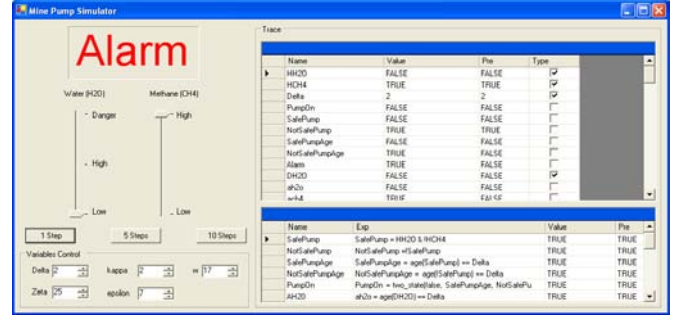 Mine Pump Simulator
Alarm
Water (H2O) Methane (CH4)
Danger High
High
Low Low
1 Step 5 Steps 10 Steps
Variables Control
Delta 2 kappa 2 w 17
Zeta 25 epsilon 7
Trace
Name Value Pre Type
HH2O FALSE FALSE
HCH4 TRUE TRUE
Delta 2 2
PumpOn FALSE FALSE
SafePump FALSE FALSE
NotSafePump TRUE TRUE
SafePumpAge FALSE FALSE
NotSafePumpAge TRUE FALSE
Alarm TRUE FALSE
DH2O FALSE FALSE
ah2o FALSE FALSE
ach4 TRUE FALSE
Name Exp Value Pre
SafePump SafePump = HH2O & !HCH4 TRUE TRUE
NotSafePump NotSafePump =!SafePump TRUE TRUE
SafePumpAge SafePumpAge = age(SafePump) == Delta TRUE TRUE
NotSafePumpAge NotSafePumpAge = age(!SafePump) == Delta TRUE TRUE
PumpOn PumpOn = two_state(false, SafePumpAge, NotSafePu TRUE TRUE
AH2O ah2o = age(DH2O) == Delta TRUE TRUE